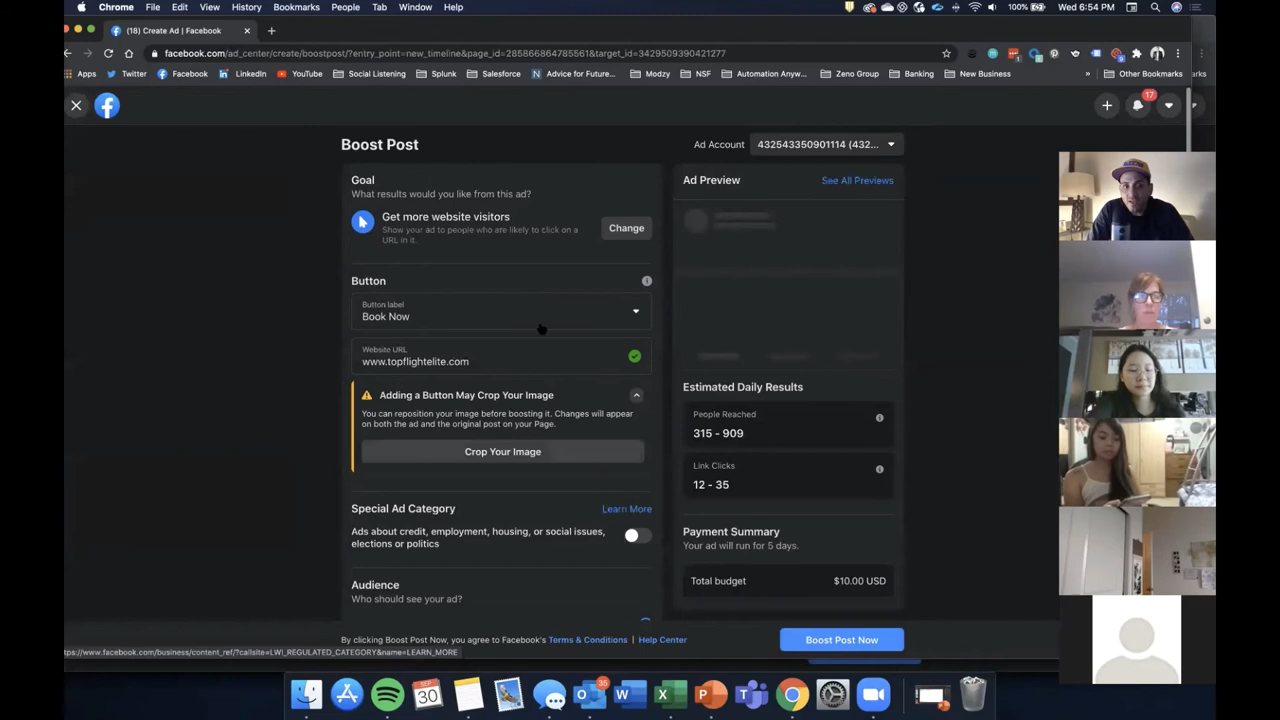 Chrome File Edit View History Bookmarks People Tab Window Help 100% Wed 6:54 PM
(18) Create Ad | Facebook
facebook.com/ad_center/create/boostpost/?entry_point=new_timeline&page_id=285866864785561&target_id=3429509390421277
Apps Twitter Facebook LinkedIn YouTube Social Listening Splunk Salesforce Advice for Future... Modzy NSF Automation Anyw... Zeno Group Banking New Business » Other Bookmarks
17
Boost Post
Ad Account 432543350901114 (432...
Goal
What results would you like from this ad?
Get more website visitors
Show your ad to people who are likely to click on a
URL in it.
Change
Button
Button label
Book Now
Website URL
www.topflightelite.com
Adding a Button May Crop Your Image
You can reposition your image before boosting it. Changes will appear
on both the ad and the original post on your Page.
Crop Your Image
Special Ad Category Learn More
Ads about credit, employment, housing, or social issues,
elections or politics
Audience
Who should see your ad?
Ad Preview See All Previews
Estimated Daily Results
People Reached
315 - 909
Link Clicks
12 - 35
Payment Summary
Your ad will run for 5 days.
Total budget $10.00 USD
By clicking Boost Post Now, you agree to Facebook's Terms & Conditions | Help Center
Boost Post Now
ttps://www.facebook.com/business/content_ref/?callsite=LWI_REGULATED_CATEGORY&name=LEARN_MORE
SEP
30
35